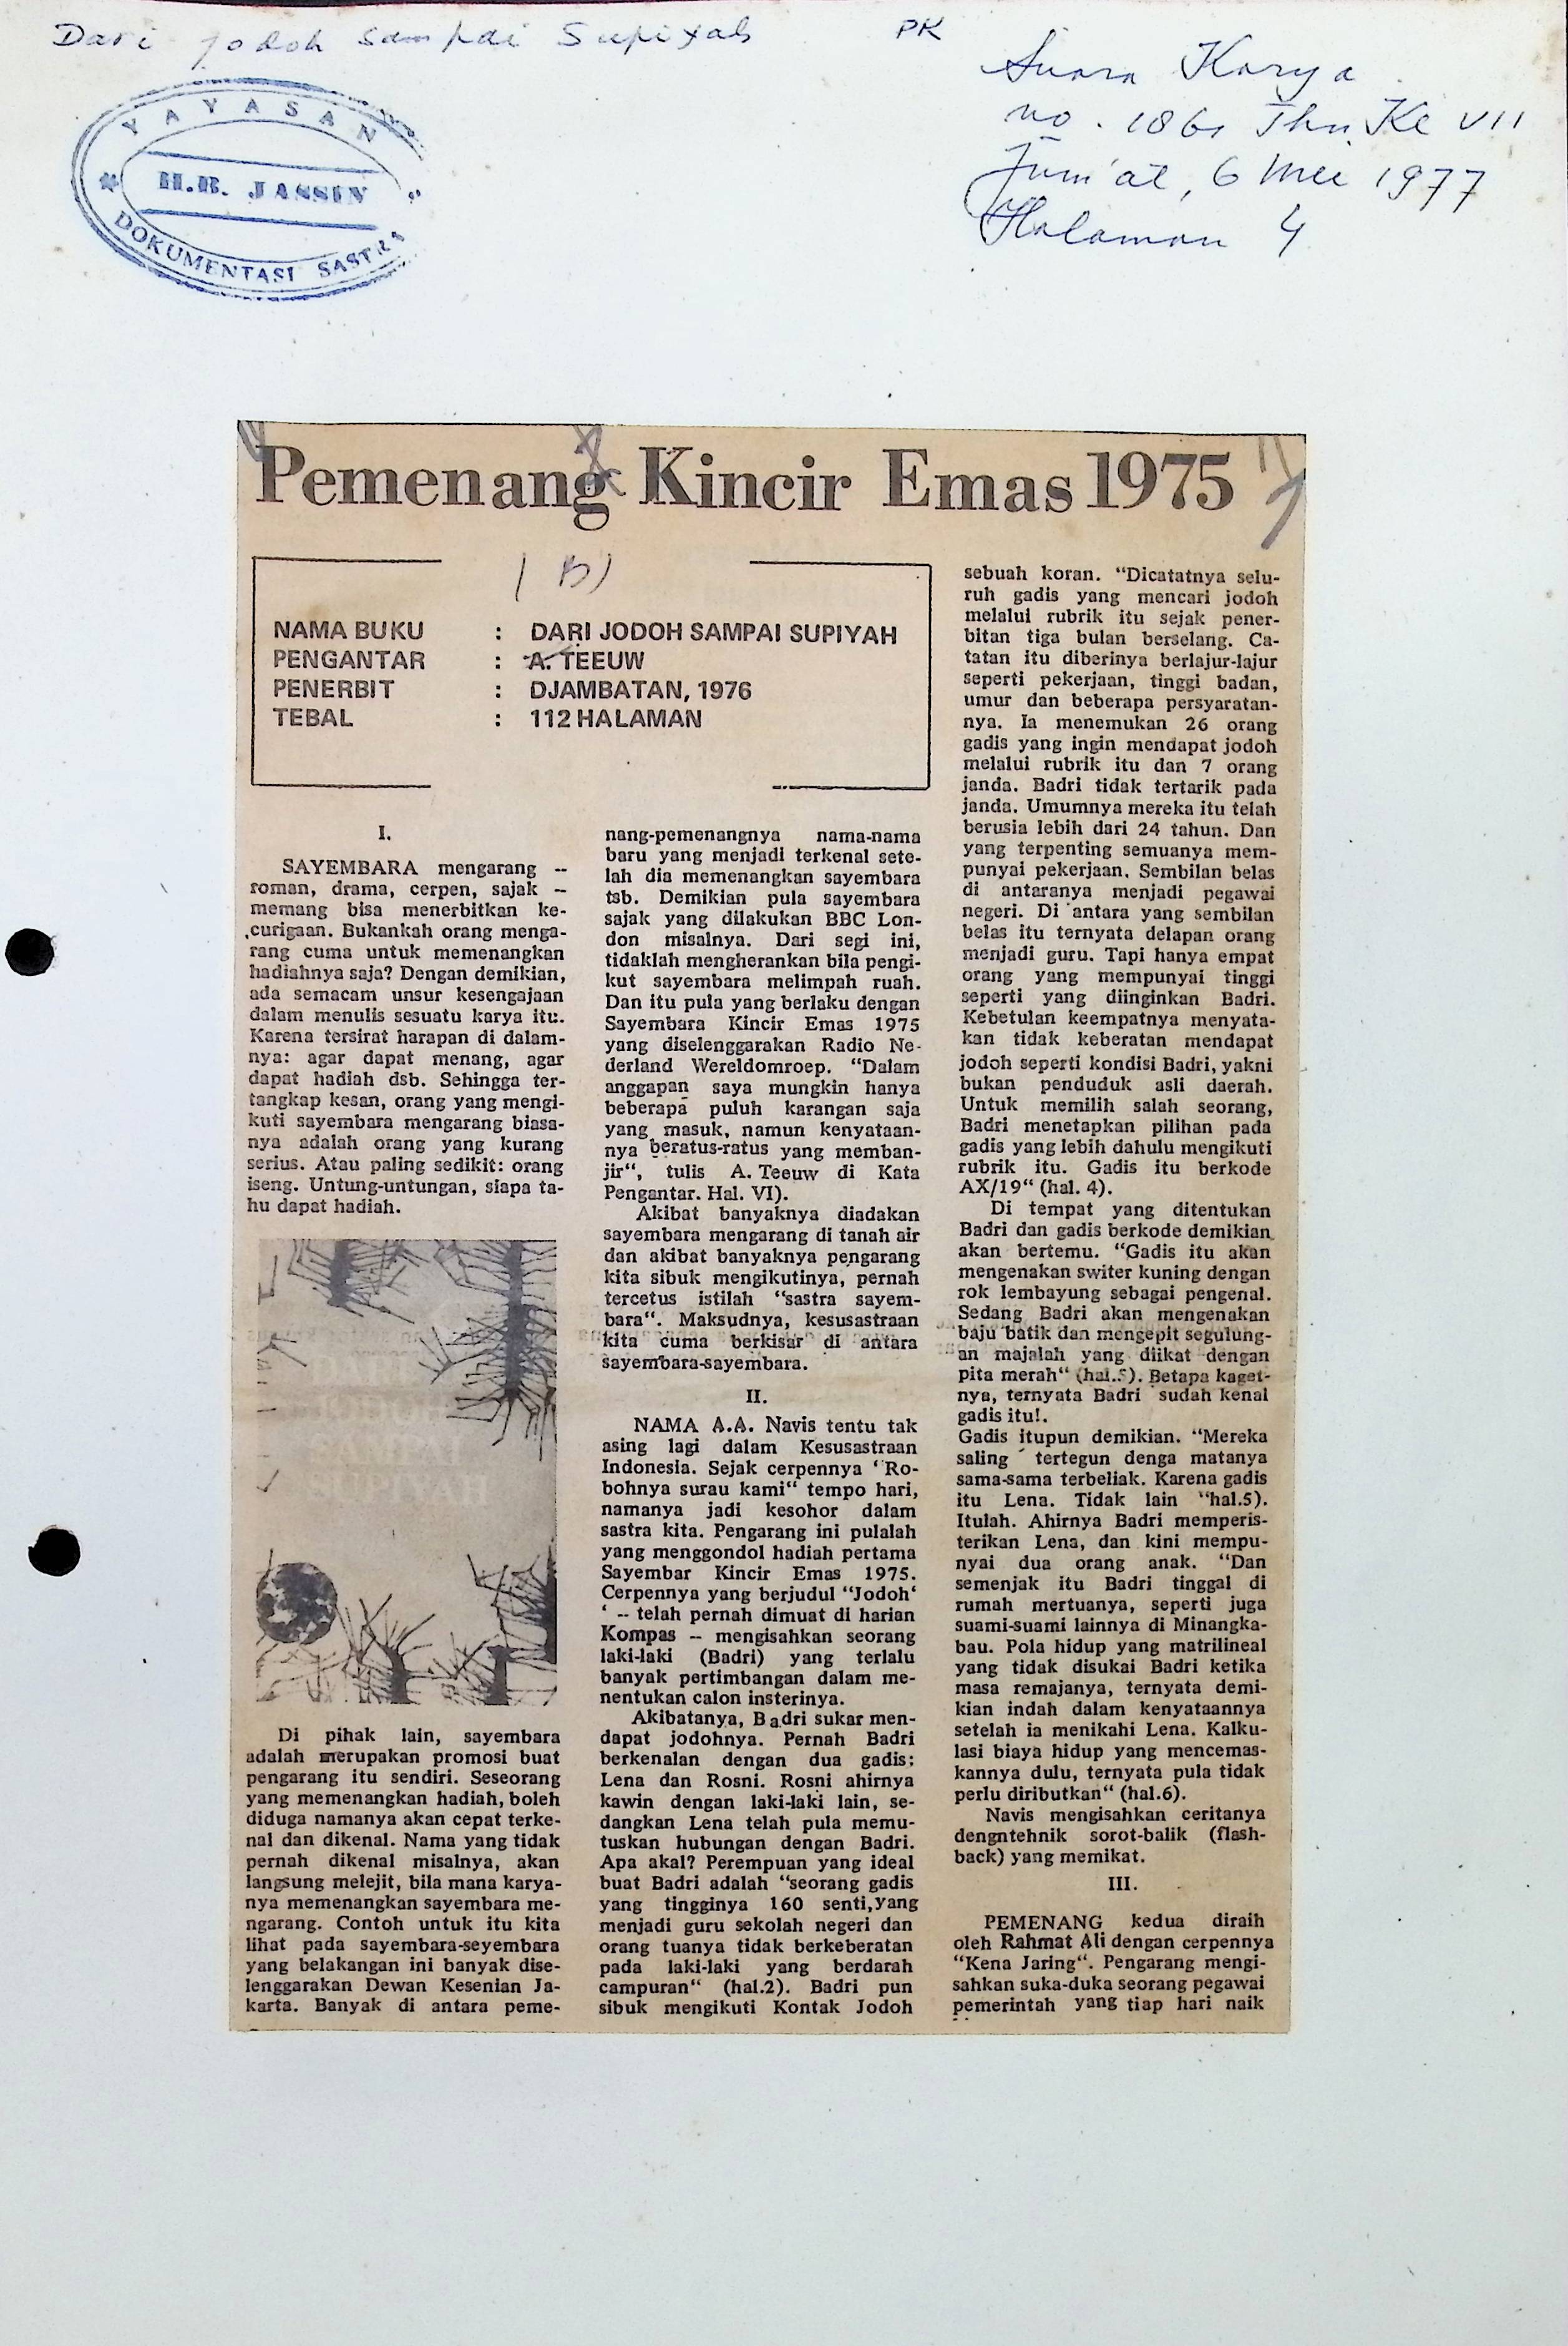 Dari jodoh sampai Supiyah
PK
Suara Karya
no. 1861 Thn Ke VII
Jum'at, 6 Mei 1977
Halaman 4
YAYASAN
H.B. JASSIN
DOKUMENTASI SASTRA
Pemenang Kincir Emas 1975
(B)
NAMA BUKU : DARI JODOH SAMPAI SUPIYAH
PENGANTAR : A. TEEUW
PENERBIT : DJAMBATAN, 1976
TEBAL : 112 HALAMAN
I.
SAYEMBARA mengarang --
roman, drama, cerpen, sajak --
memang bisa menerbitkan ke-
curigaan. Bukankah orang menga-
rang cuma untuk memenangkan
hadiahnya saja? Dengan demikian,
ada semacam unsur kesengajaan
dalam menulis sesuatu karya itu.
Karena tersirat harapan di dalam-
nya: agar dapat menang, agar
dapat hadiah dsb. Sehingga ter-
tangkap kesan, orang yang mengi-
kuti sayembara mengarang biasa-
nya adalah orang yang kurang
serius. Atau paling sedikit: orang
iseng. Untung-untungan, siapa ta-
hu dapat hadiah.
Di pihak lain, sayembara
adalah merupakan promosi buat
pengarang itu sendiri. Seseorang
yang memenangkan hadiah, boleh
diduga namanya akan cepat terke-
nal dan dikenal. Nama yang tidak
pernah dikenal misalnya, akan
langsung melejit, bila mana karya-
nya memenangkan sayembara me-
ngarang. Contoh untuk itu kita
lihat pada sayembara-seyembara
yang belakangan ini banyak dise-
lenggarakan Dewan Kesenian Ja-
karta. Banyak di antara peme-
nang-pemenangnya nama-nama
baru yang menjadi terkenal sete-
lah dia memenangkan sayembara
tsb. Demikian pula sayembara
sajak yang dilakukan BBC Lon-
don misalnya. Dari segi ini,
tidaklah mengherankan bila pengi-
kut sayembara melimpah ruah.
Dan itu pula yang berlaku dengan
Sayembara Kincir Emas 1975
yang diselenggarakan Radio Ne-
derland Wereldomroep. "Dalam
anggapan saya mungkin hanya
beberapa puluh karangan saja
yang masuk, namun kenyataan-
nya beratus-ratus yang memban-
jir", tulis A. Teeuw di Kata
Pengantar. Hal. VI).
Akibat banyaknya diadakan
sayembara mengarang di tanah air
dan akibat banyaknya pengarang
kita sibuk mengikutinya, pernah
tercetus istilah "sastra sayem-
bara". Maksudnya, kesusastraan
kita cuma berkisar di antara
sayembara-sayembara.
II.
NAMA A.A. Navis tentu tak
asing lagi dalam Kesusastraan
Indonesia. Sejak cerpennya "Ro-
bohnya surau kami" tempo hari,
namanya jadi kesohor dalam
sastra kita. Pengarang ini pulalah
yang menggondol hadiah pertama
Sayembar Kincir Emas 1975.
Cerpennya yang berjudul "Jodoh'
' -- telah pernah dimuat di harian
Kompas -- mengisahkan seorang
laki-laki (Badri) yang terlalu
banyak pertimbangan dalam me-
nentukan calon insterinya.
Akibatanya, Badri sukar men-
dapat jodohnya. Pernah Badri
berkenalan dengan dua gadis:
Lena dan Rosni. Rosni ahirnya
kawin dengan laki-laki lain, se-
dangkan Lena telah pula memu-
tuskan hubungan dengan Badri.
Apa akal? Perempuan yang ideal
buat Badri adalah "seorang gadis
yang tingginya 160 senti, yang
menjadi guru sekolah negeri dan
orang tuanya tidak berkeberatan
pada laki-laki yang berdarah
campuran" (hal.2). Badri pun
sibuk mengikuti Kontak Jodoh
sebuah koran. "Dicatatnya selu-
ruh gadis yang mencari jodoh
melalui rubrik itu sejak pener-
bitan tiga bulan berselang. Ca-
tatan itu diberinya berlajur-lajur
seperti pekerjaan, tinggi badan,
umur dan beberapa persyaratan-
nya. Ia menemukan 26 orang
gadis yang ingin mendapat jodoh
melalui rubrik itu dan 7 orang
janda. Badri tidak tertarik pada
janda. Umumnya mereka itu telah
berusia lebih dari 24 tahun. Dan
yang terpenting semuanya mem-
punyai pekerjaan. Sembilan belas
di antaranya menjadi pegawai
negeri. Di antara yang sembilan
belas itu ternyata delapan orang
menjadi guru. Tapi hanya empat
orang yang mempunyai tinggi
seperti yang diinginkan Badri.
Kebetulan keempatnya menyata-
kan tidak keberatan mendapat
jodoh seperti kondisi Badri, yakni
bukan penduduk asli daerah.
Untuk memilih salah seorang,
Badri menetapkan pilihan pada
gadis yang lebih dahulu mengikuti
rubrik itu. Gadis itu berkode
AX/19" (hal. 4).
Di tempat yang ditentukan
Badri dan gadis berkode demikian
akan bertemu. "Gadis itu akan
mengenakan switer kuning dengan
rok lembayung sebagai pengenal.
Sedang Badri akan mengenakan
baju batik dan mengepit segulung-
an majalah yang diikat dengan
pita merah" (hal.5). Betapa kaget-
nya, ternyata Badri sudah kenal
gadis itu!.
Gadis itupun demikian. "Mereka
saling tertegun denga matanya
sama-sama terbeliak. Karena gadis
itu Lena. Tidak lain "hal.5).
Itulah. Ahirnya Badri memperis-
terikan Lena, dan kini mempu-
nyai dua orang anak. "Dan
semenjak itu Badri tinggal di
rumah mertuanya, seperti juga
suami-suami lainnya di Minangka-
bau. Pola hidup yang matrilineal
yang tidak disukai Badri ketika
masa remajanya, ternyata demi-
kian indah dalam kenyataannya
setelah ia menikahi Lena. Kalku-
lasi biaya hidup yang mencemas-
kannya dulu, ternyata pula tidak
perlu diributkan" (hal.6).
Navis mengisahkan ceritanya
dengntehnik sorot-balik (flash-
back) yang memikat.
III.
PEMENANG kedua diraih
oleh Rahmat Ali dengan cerpennya
"Kena Jaring". Pengarang mengi-
sahkan suka-duka seorang pegawai
pemerintah yang tiap hari naik